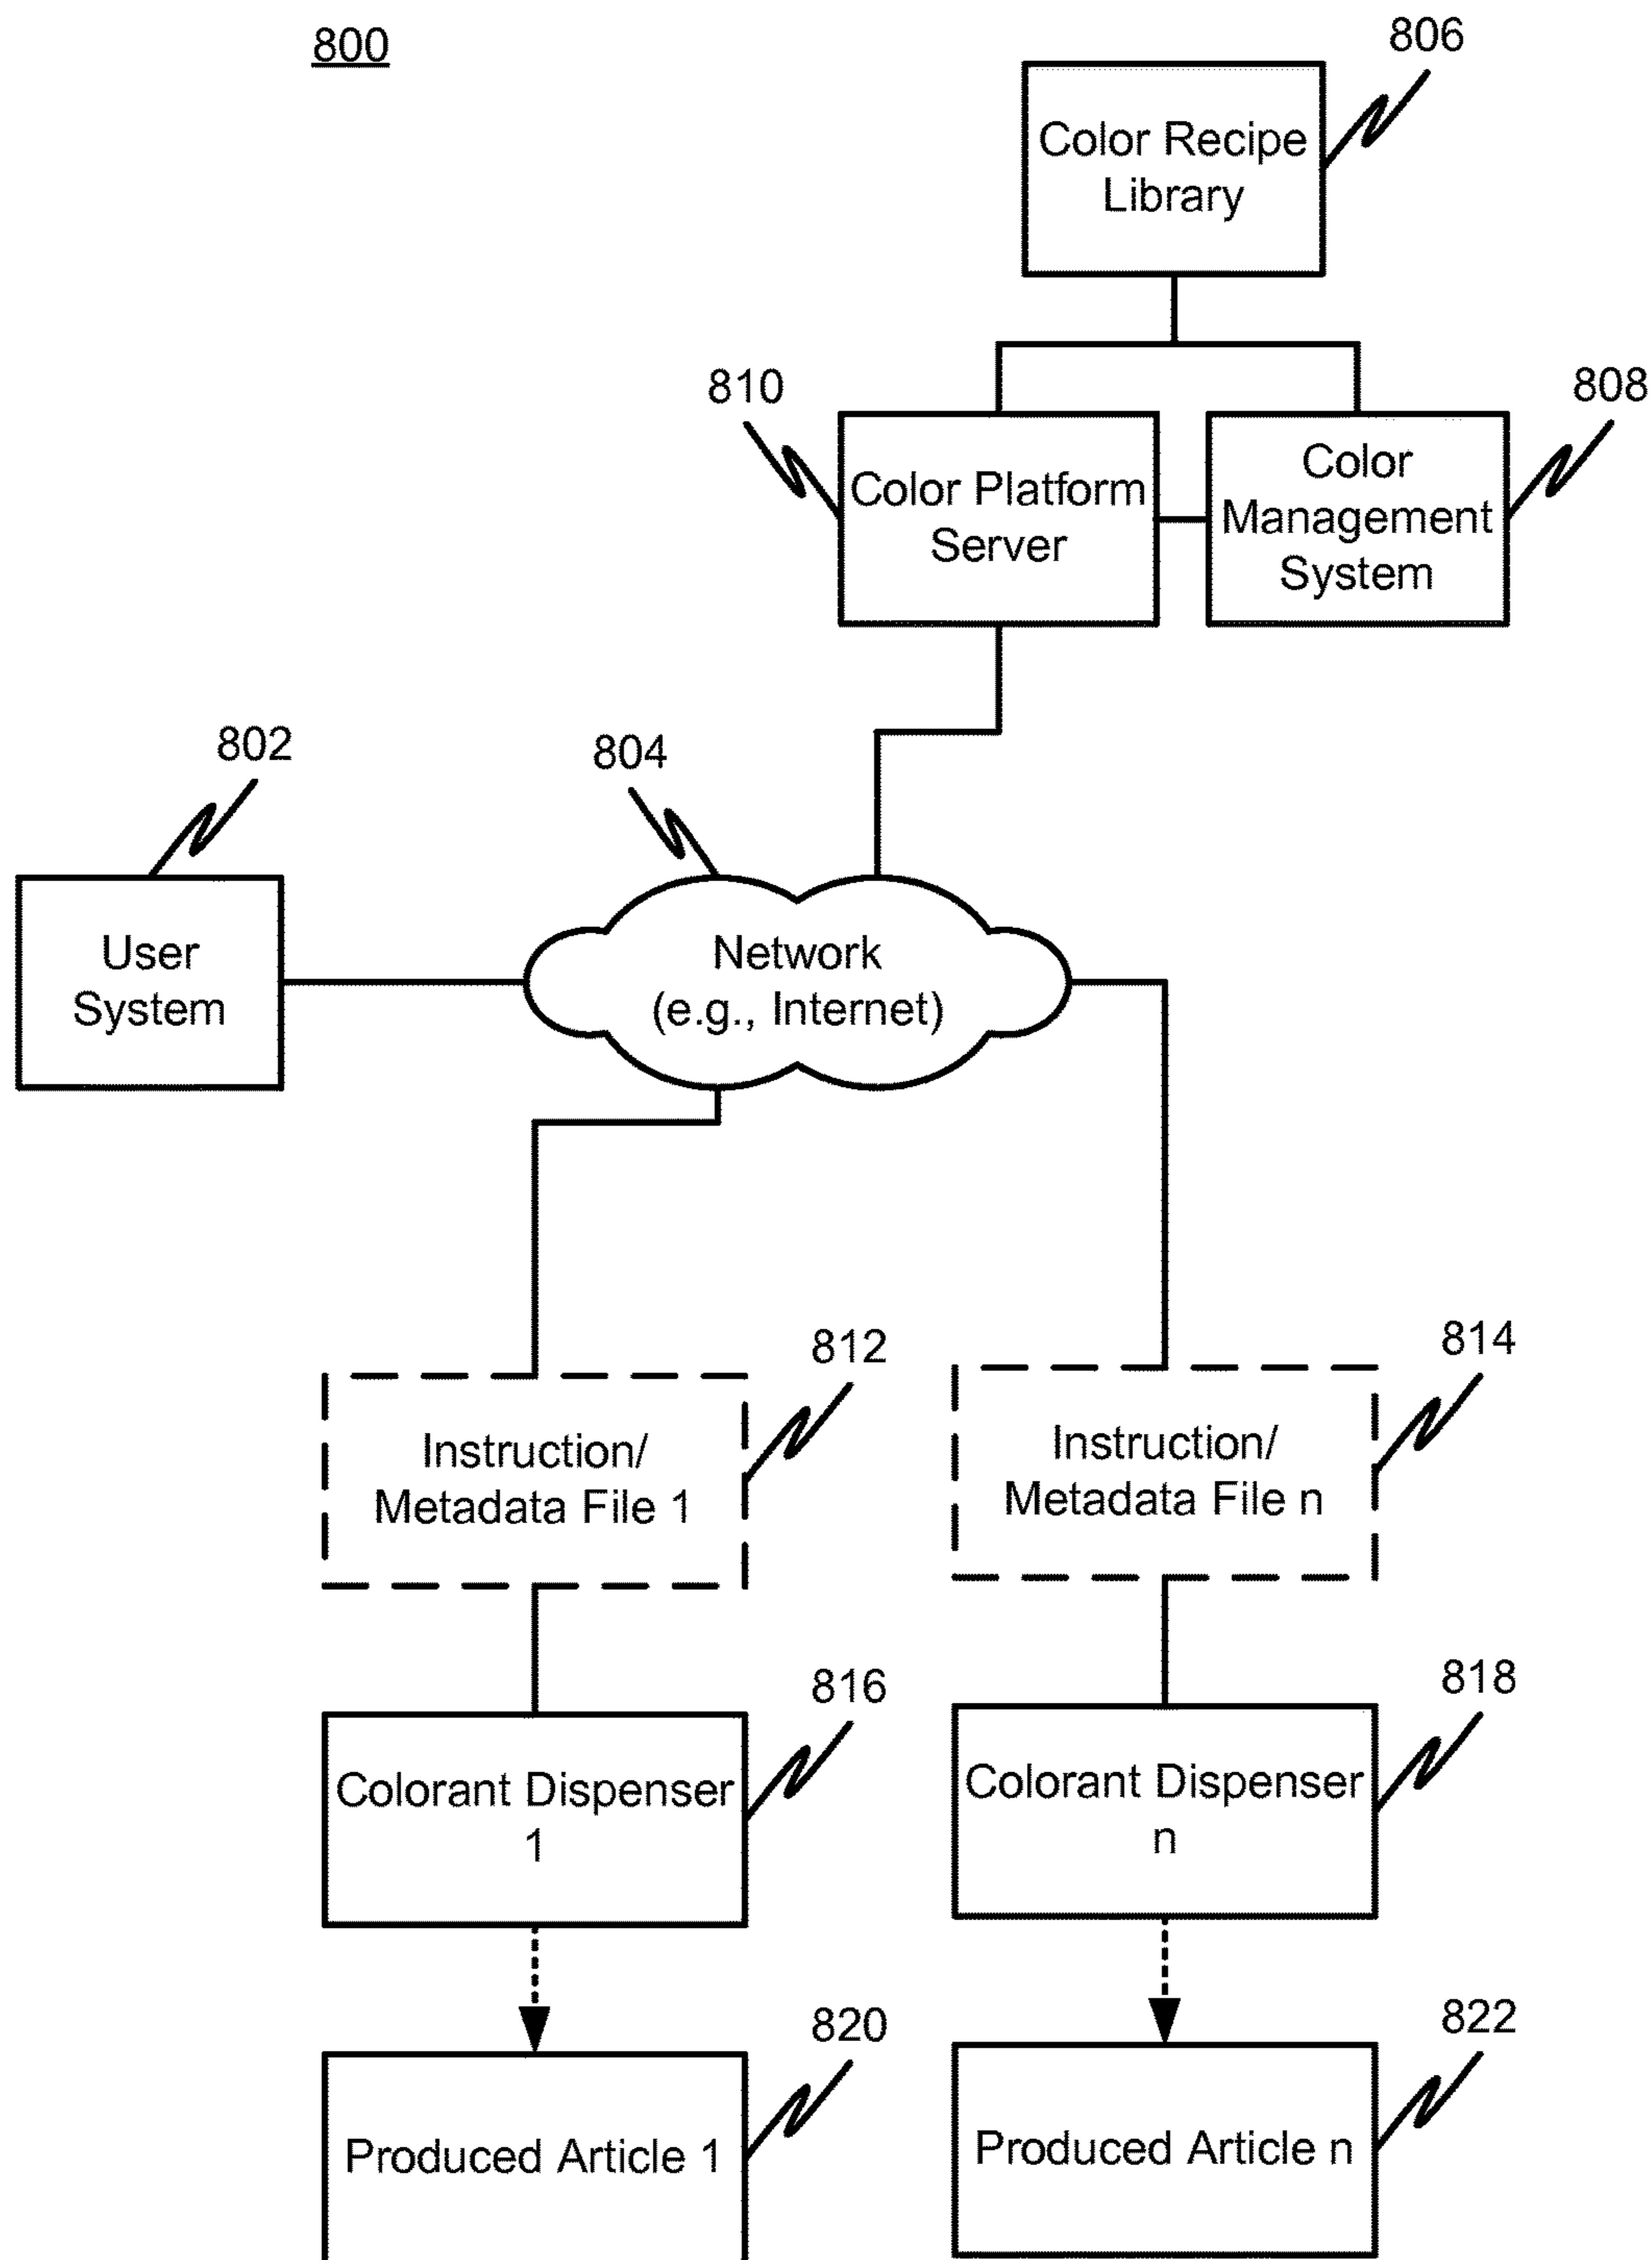 800
806
Color Recipe
Library
810
808
Color Platform
Server
Color
Management
System
802
804
User
System
Network
(e.g., Internet)
812
814
Instruction/
Metadata File 1
Instruction/
Metadata File n
816
818
Colorant Dispenser
1
Colorant Dispenser
n
820
822
Produced Article 1
Produced Article n